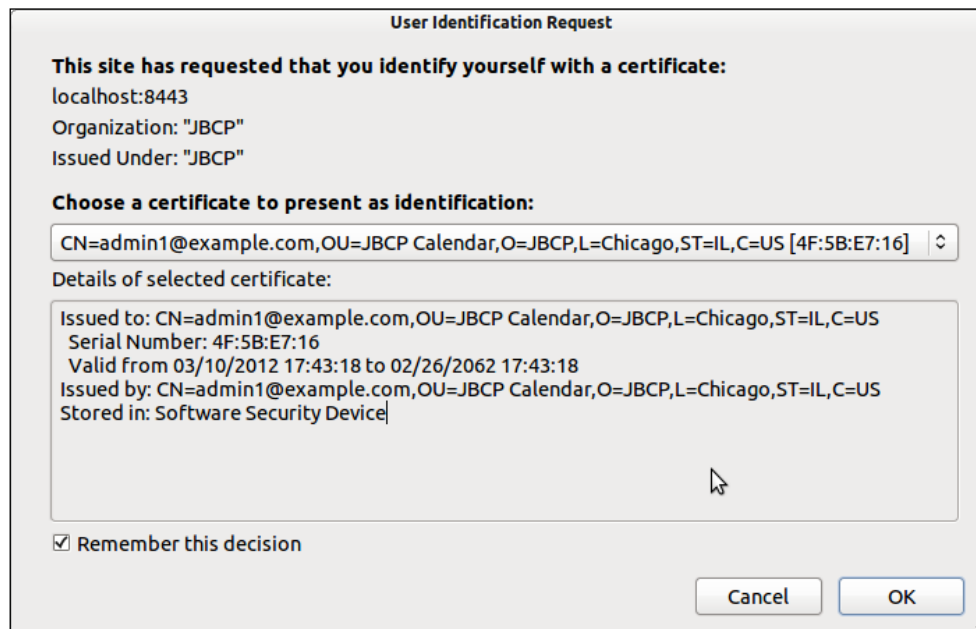 User Identification Request
This site has requested that you identify yourself with a certificate:
localhost:8443
Organization: "JBCP"
Issued Under: "JBCP"
Choose a certificate to present as identification:
CN=admin1@example.com,OU=JBCP Calendar,O=JBCP,L=Chicago,ST=IL,C=US [4F:5B:E7:16]
Details of selected certificate:
Issued to: CN=admin1@example.com,OU=JBCP Calendar,O=JBCP,L=Chicago,ST=IL,C=US
Serial Number: 4F:5B:E7:16
Valid from 03/10/2012 17:43:18 to 02/26/2062 17:43:18
Issued by: CN=admin1@example.com,OU=JBCP Calendar,O=JBCP,L=Chicago,ST=IL,C=US
Stored in: Software Security Device
Remember this decision
Cancel OK